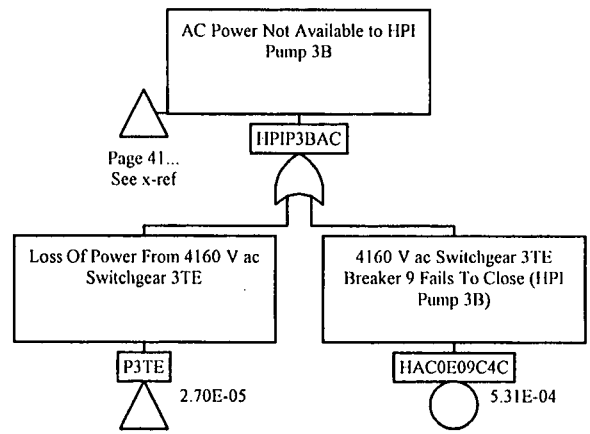 AC Power Not Available to HPI
Pump 3B
HPIP3BAC
Page 41...
See x-ref
Loss Of Power From 4160 V ac
Switchgear 3TE
4160 V ac Switchgear 3TE
Breaker 9 Fails To Close (HPI
Pump 3B)
P3TE
2.70E-05
HAC0E09C4C
5.31E-04